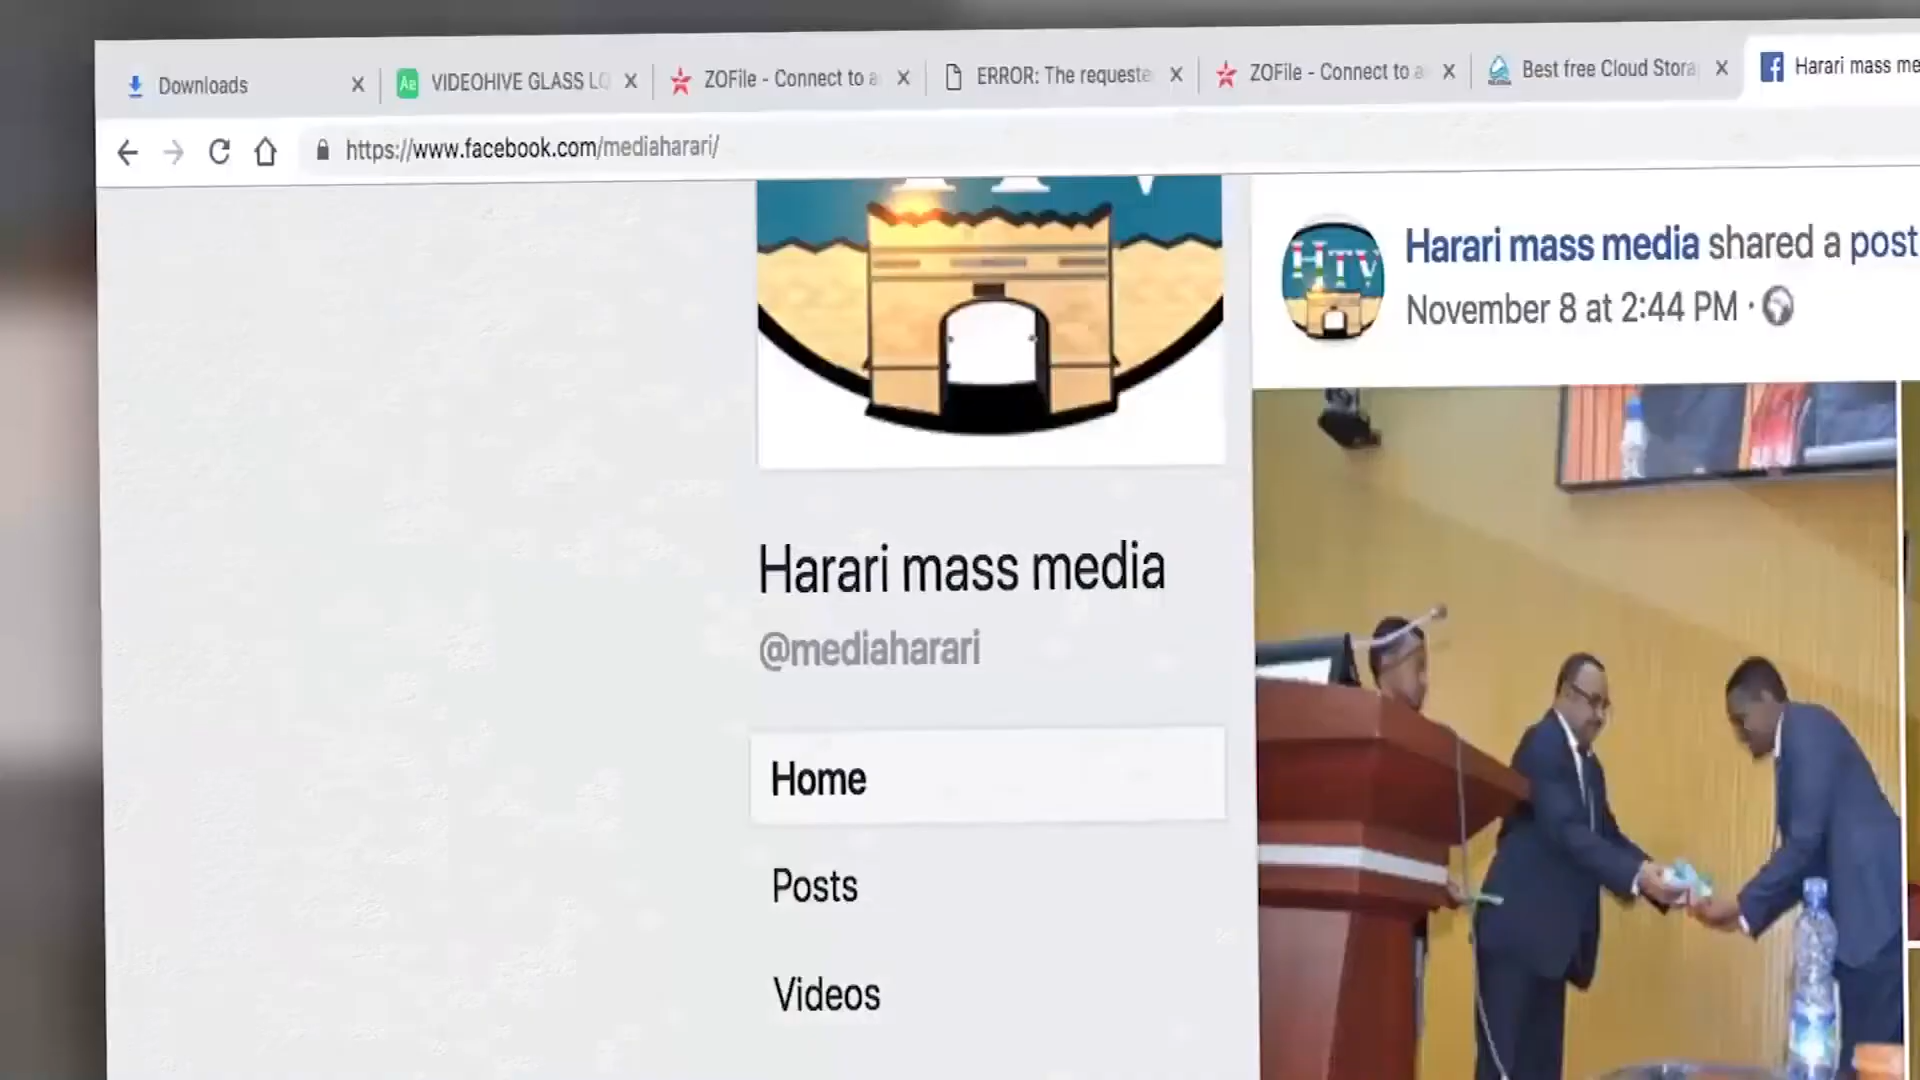 Downloads
VIDEOHIVE GLASS LO
ZOFile - Connect to a
ERROR: The requeste
ZOFile - Connect to a
Best free Cloud Stora
Harari mass me
https://www.facebook.com/mediaharari/
Harari mass media shared a post
November 8 at 2:44 PM ·
HTV
Harari mass media
@mediaharari
Home
Posts
Videos